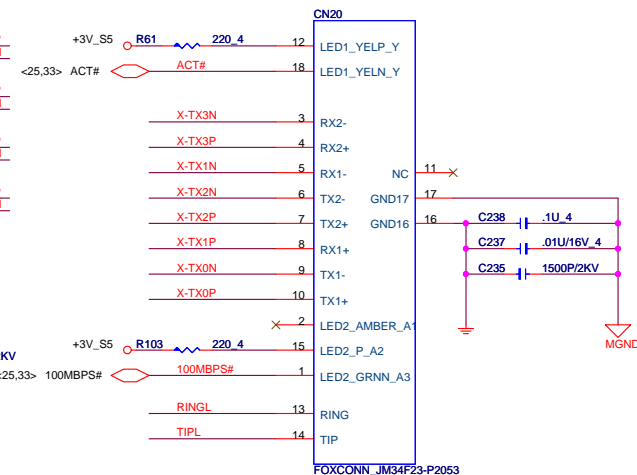 CN20
+3V_S5 R61 220_4 12 LED1_YELP_Y
<25,33> ACT# ACT# 18 LED1_YELN_Y
X-TX3N 3 RX2-
X-TX3P 4 RX2+
X-TX1N 5 RX1- NC 11
X-TX2N 6 TX2- GND17 17
X-TX2P 7 TX2+ GND16 16 C238 .1U_4
X-TX1P 8 RX1+ C237 .01U/16V_4
X-TX0N 9 TX1- C235 1500P/2KV
X-TX0P 10 TX1+
2 LED2_AMBER_A1
MGND
+3V_S5 R103 220_4 15 LED2_P_A2
KV
<25,33> 100MBPS# 100MBPS# 1 LED2_GRNN_A3
RINGL 13 RING
TIPL 14 TIP
FOXCONN_JM34F23-P2053